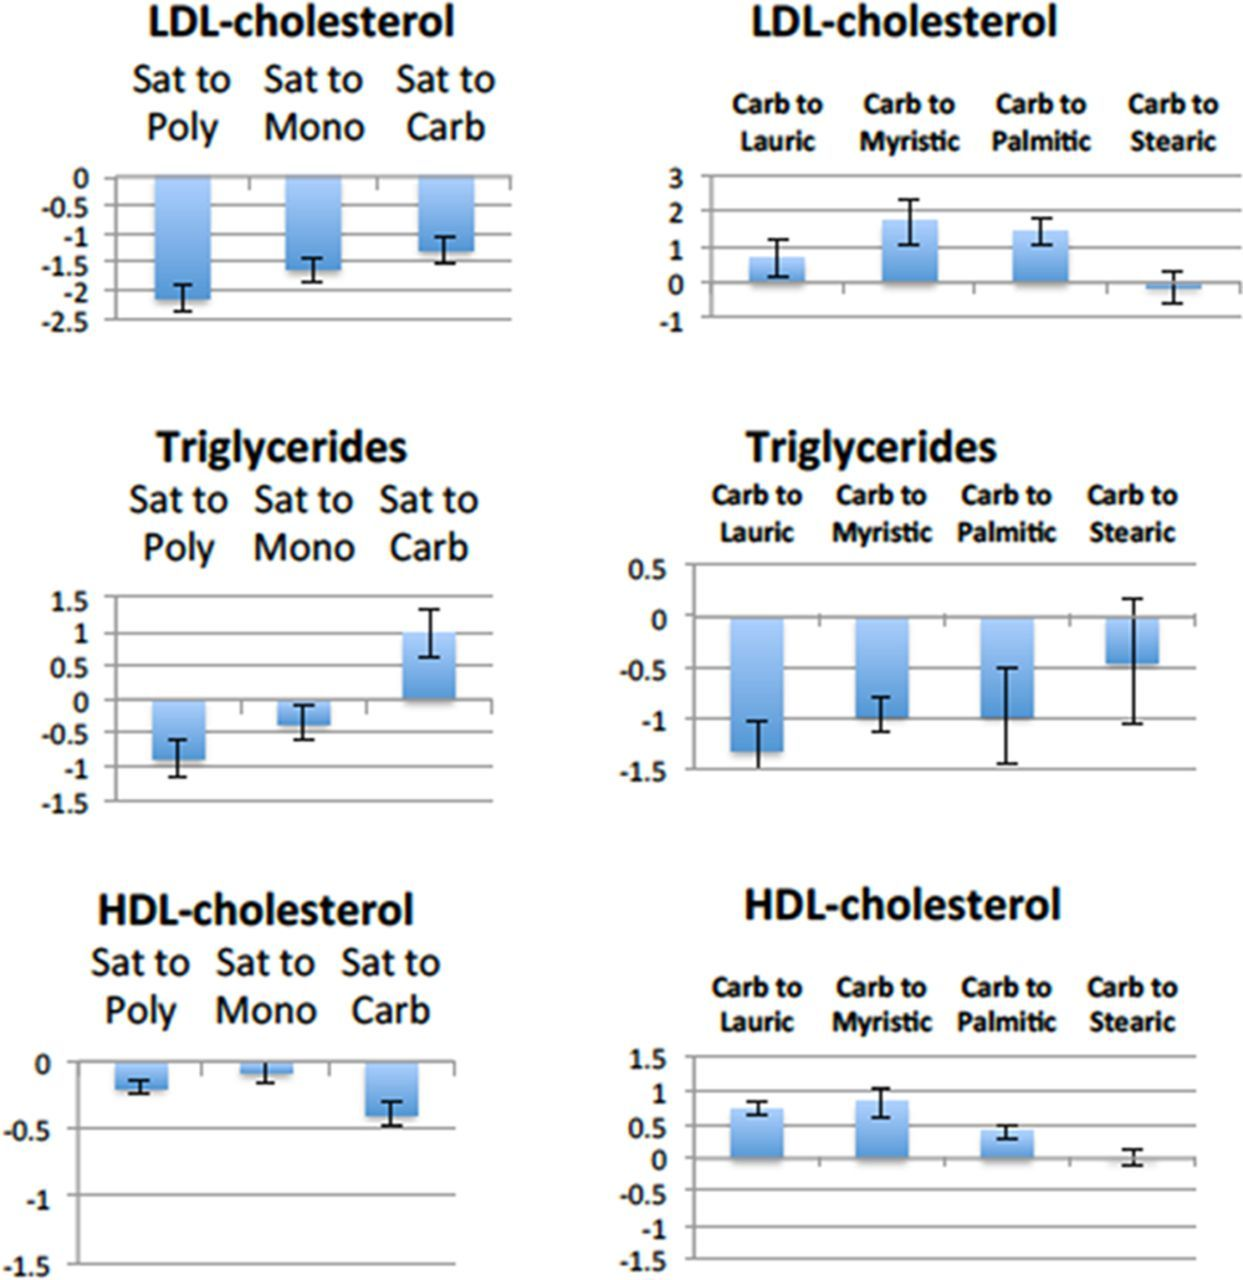 LDL-cholesterol
Sat to Sat to Sat to
Poly Mono Carb
0
-0.5
-1
-1.5
-2
-2.5
LDL-cholesterol
Carb to Carb to Carb to Carb to
Lauric Myristic Palmitic Stearic
3
2
1
0
-1
Triglycerides
Sat to Sat to Sat to
Poly Mono Carb
1.5
1
0.5
0
-0.5
-1
-1.5
Triglycerides
Carb to Carb to Carb to Carb to
Lauric Myristic Palmitic Stearic
0.5
0
-0.5
-1
-1.5
HDL-cholesterol
Sat to Sat to Sat to
Poly Mono Carb
0
-0.5
-1
-1.5
HDL-cholesterol
Carb to Carb to Carb to Carb to
Lauric Myristic Palmitic Stearic
1.5
1
0.5
0
-0.5
-1
-1.5